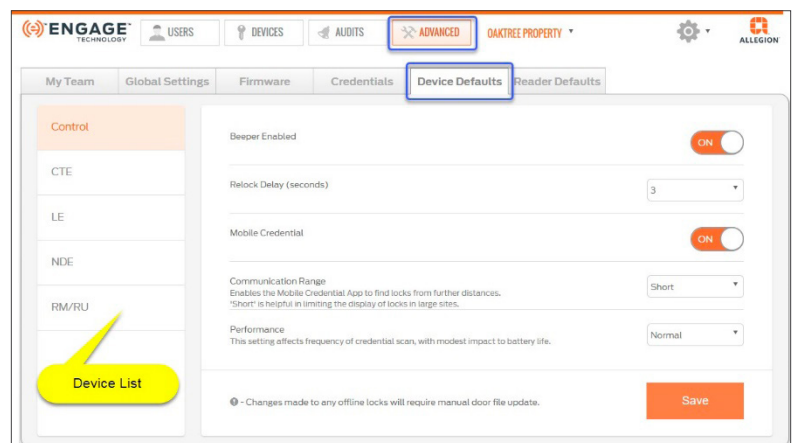 ENGAGE™
TECHNOLOGY
USERS
DEVICES
AUDITS
ADVANCED
OAKTREE PROPERTY
ALLEGION
My Team
Global Settings
Firmware
Credentials
Device Defaults
Reader Defaults
Control
CTE
LE
NDE
RM/RU
Device List
Beeper Enabled
ON
Relock Delay (seconds)
3
Mobile Credential
ON
Communication Range
Enables the Mobile Credential App to find locks from further distances.
'Short' is helpful in limiting the display of locks in large sites.
Short
Performance
This setting affects frequency of credential scan, with modest impact to battery life.
Normal
- Changes made to any offline locks will require manual door file update.
Save